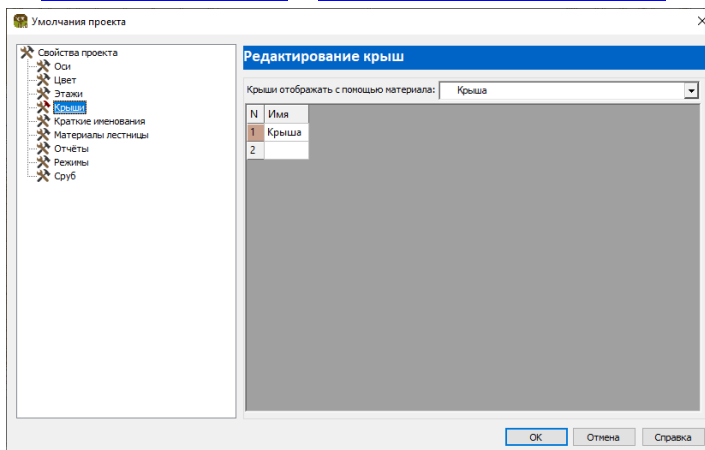 Умолчания проекта
Свойства проекта
Оси
Цвет
Этажи
Крыши
Краткие именования
Материалы лестницы
Отчёты
Режимы
Сруб
Редактирование крыш
Крыши отображать с помощью материала: Крыша
N Имя
1 Крыша
2
ОК Отмена Справка